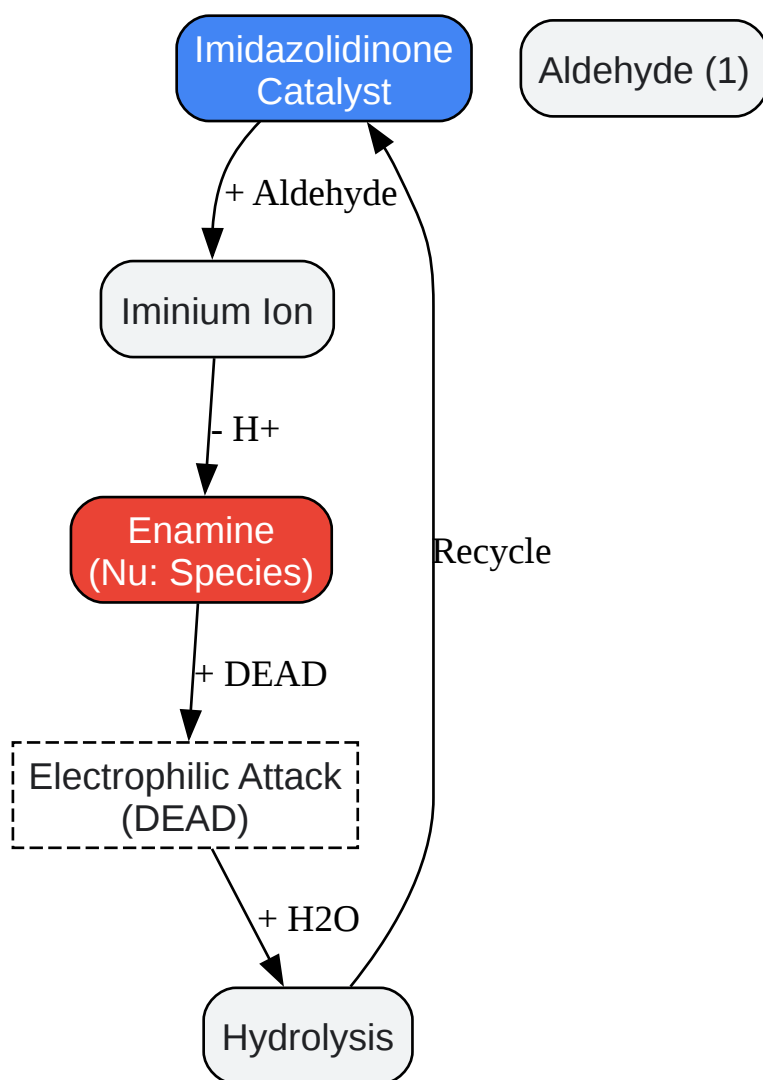 Imidazolidinone
Catalyst
Aldehyde (1)
+ Aldehyde
Iminium Ion
- H+
Enamine
(Nu: Species)
Recycle
+ DEAD
Electrophilic Attack
(DEAD)
+ H2O
Hydrolysis